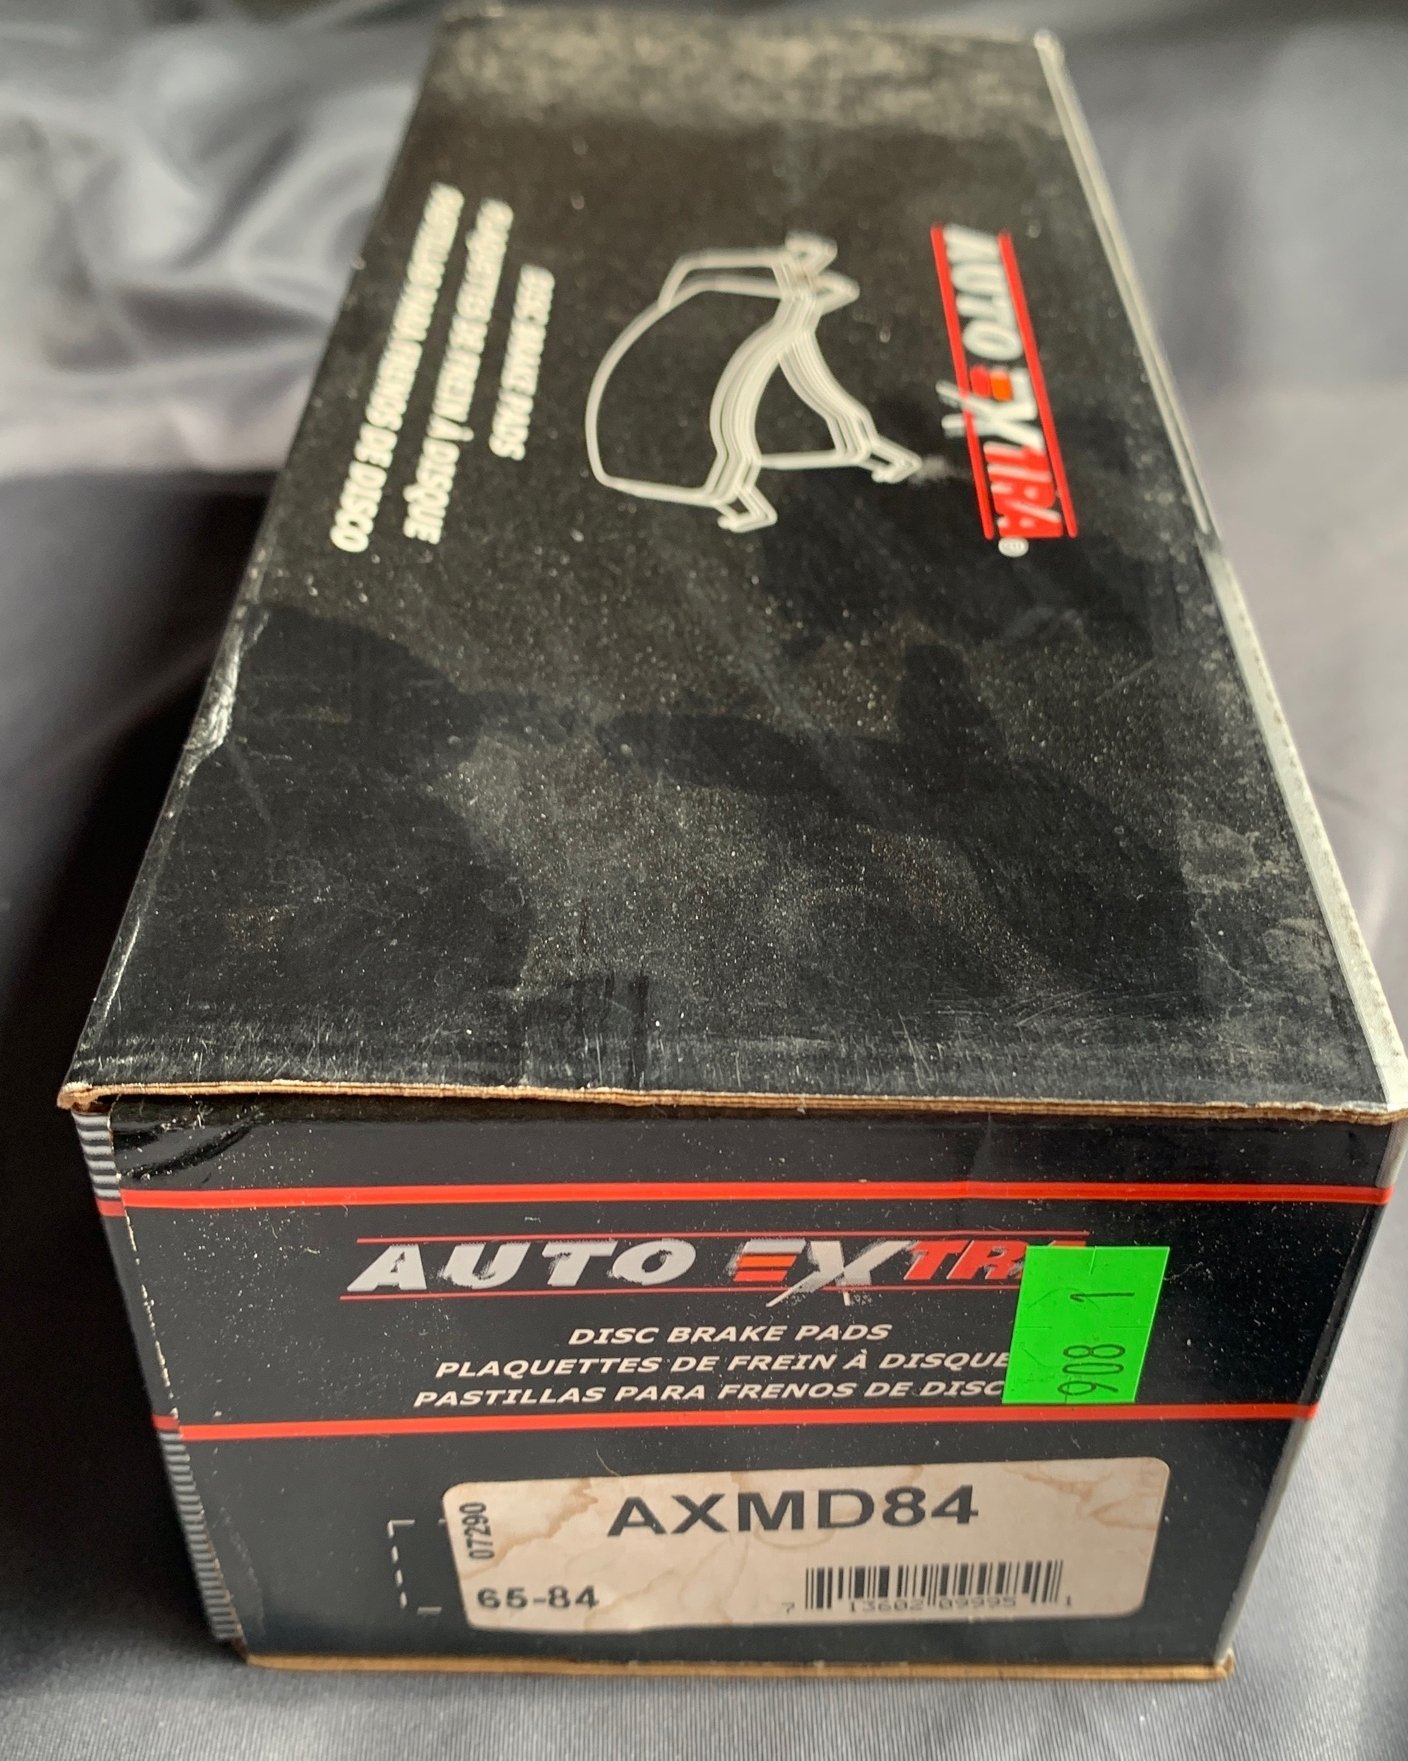 AUTO EXTRA®
DISC BRAKE PADS
PLAQUETTES DE FREIN À DISQUE
PASTILLAS PARA FRENOS DE DISCO
AUTO EXTRA
DISC BRAKE PADS
PLAQUETTES DE FREIN À DISQUE
PASTILLAS PARA FRENOS DE DISC
908 1
07290
AXMD84
65-84
7 13602 09995 1